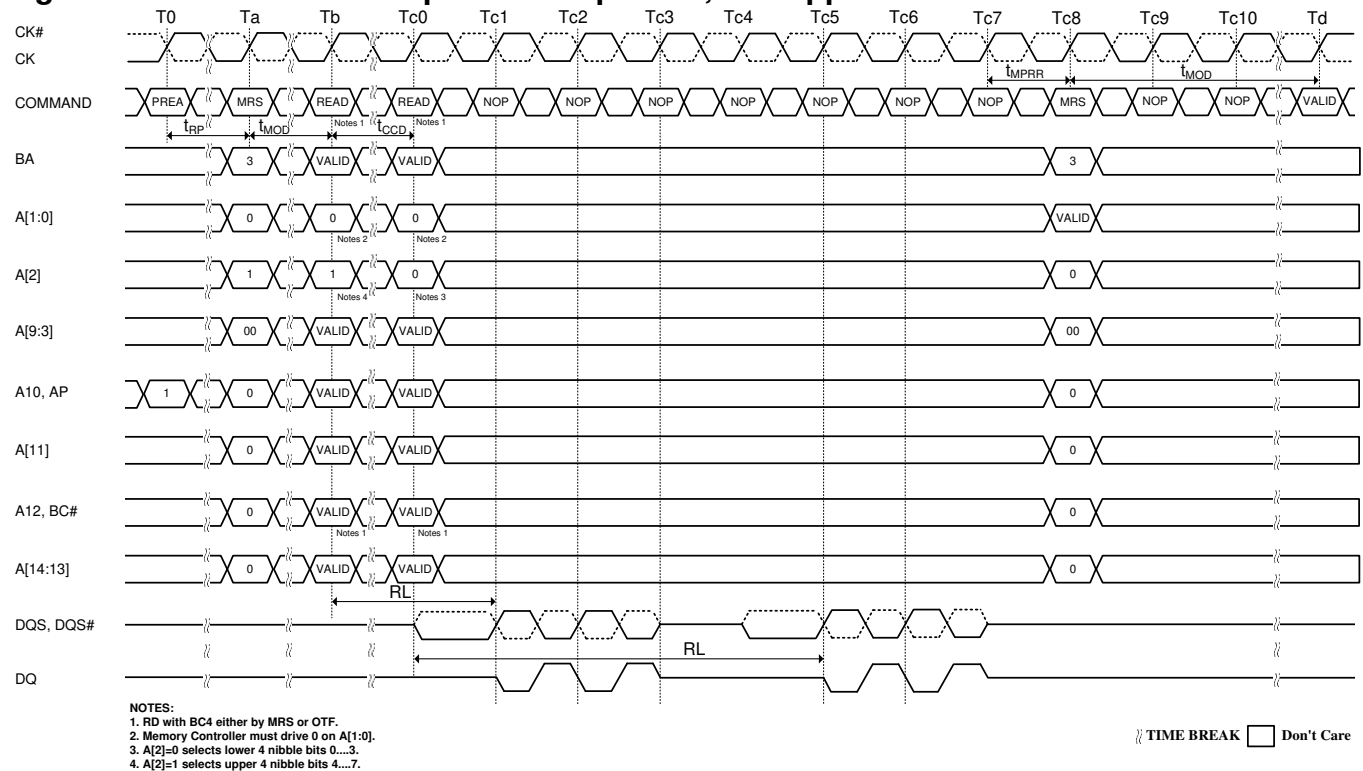 T0 Ta Tb Tc0 Tc1 Tc2 Tc3 Tc4 Tc5 Tc6 Tc7 Tc8 Tc9 Tc10 Td
CK#
CK
tMPRR tMOD
COMMAND PREA MRS READ READ NOP NOP NOP NOP NOP NOP NOP MRS NOP NOP VALID
Notes 1 Notes 1
tRP tMOD tCCD
BA 3 VALID VALID 3
A[1:0] 0 0 0 VALID
Notes 2 Notes 2
A[2] 1 1 0 0
Notes 4 Notes 3
A[9:3] 00 VALID VALID 00
A10, AP 1 0 VALID VALID 0
A[11] 0 VALID VALID 0
A12, BC# 0 VALID VALID 0
Notes 1 Notes 1
A[14:13] 0 VALID VALID 0
RL
DQS, DQS#
RL
DQ
NOTES:
1. RD with BC4 either by MRS or OTF.
2. Memory Controller must drive 0 on A[1:0].
3. A[2]=0 selects lower 4 nibble bits 0....3.
4. A[2]=1 selects upper 4 nibble bits 4....7.
TIME BREAK Don't Care